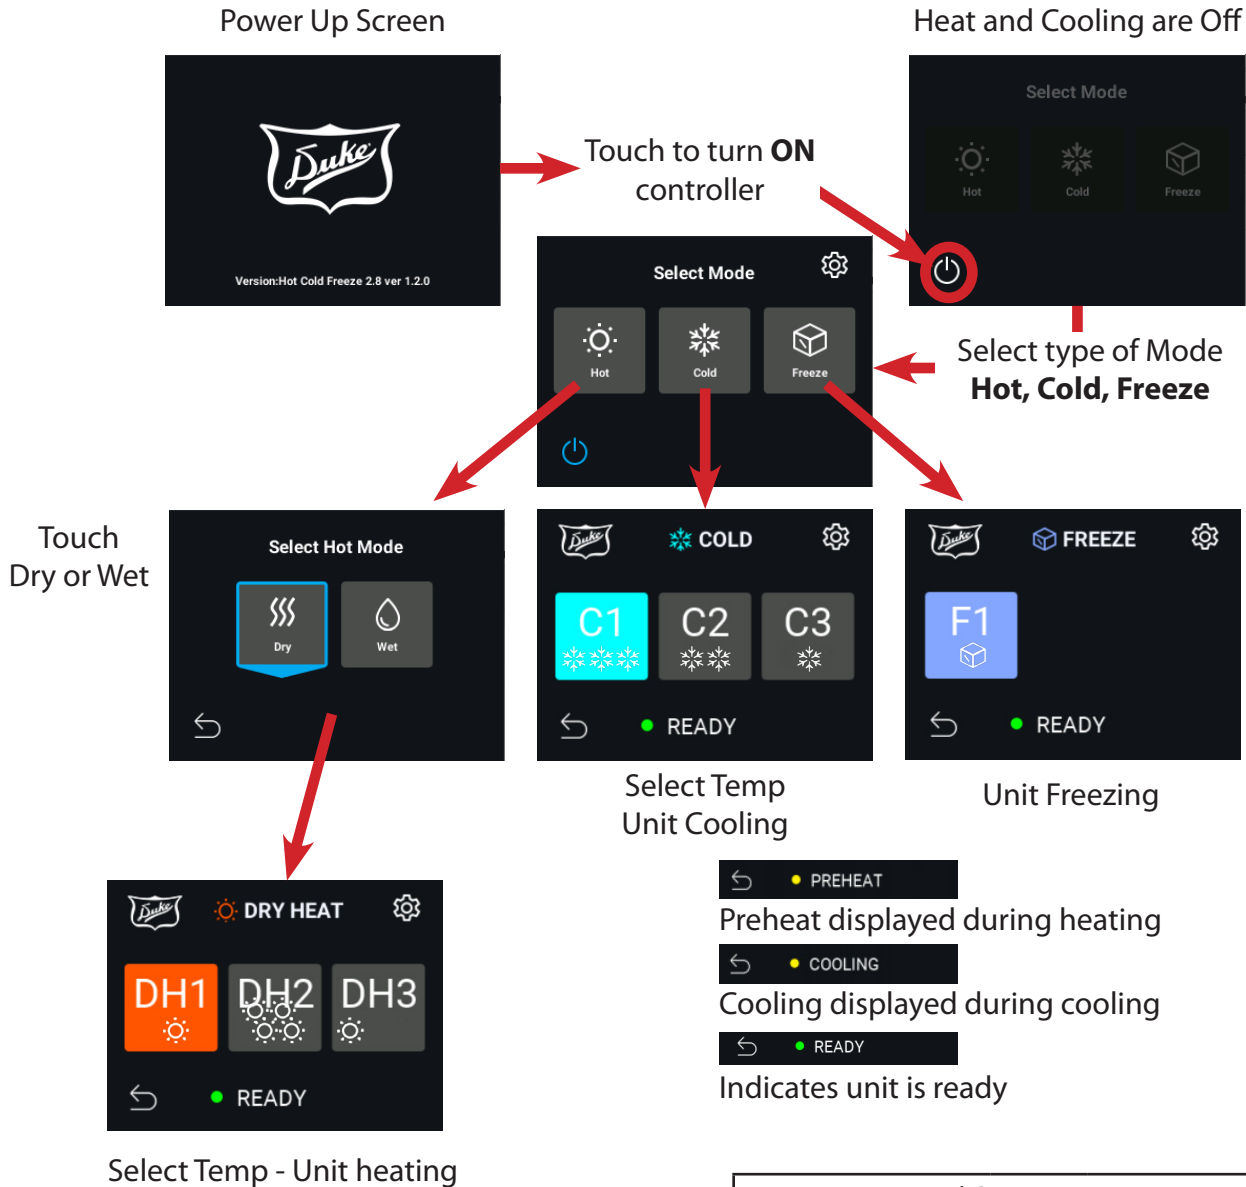 Power Up Screen
Heat and Cooling are Off
Duke
Version:Hot Cold Freeze 2.8 ver 1.2.0
Touch to turn ON
controller
Select Mode
Hot
Cold
Freeze
Select type of Mode
Hot, Cold, Freeze
Select Mode
Hot
Cold
Freeze
Touch
Dry or Wet
Select Hot Mode
Dry
Wet
Duke
COLD
C1
C2
C3
READY
Select Temp
Unit Cooling
Duke
FREEZE
F1
READY
Unit Freezing
Duke
DRY HEAT
DH1
DH2
DH3
READY
Select Temp - Unit heating
PREHEAT
Preheat displayed during heating
COOLING
Cooling displayed during cooling
READY
Indicates unit is ready